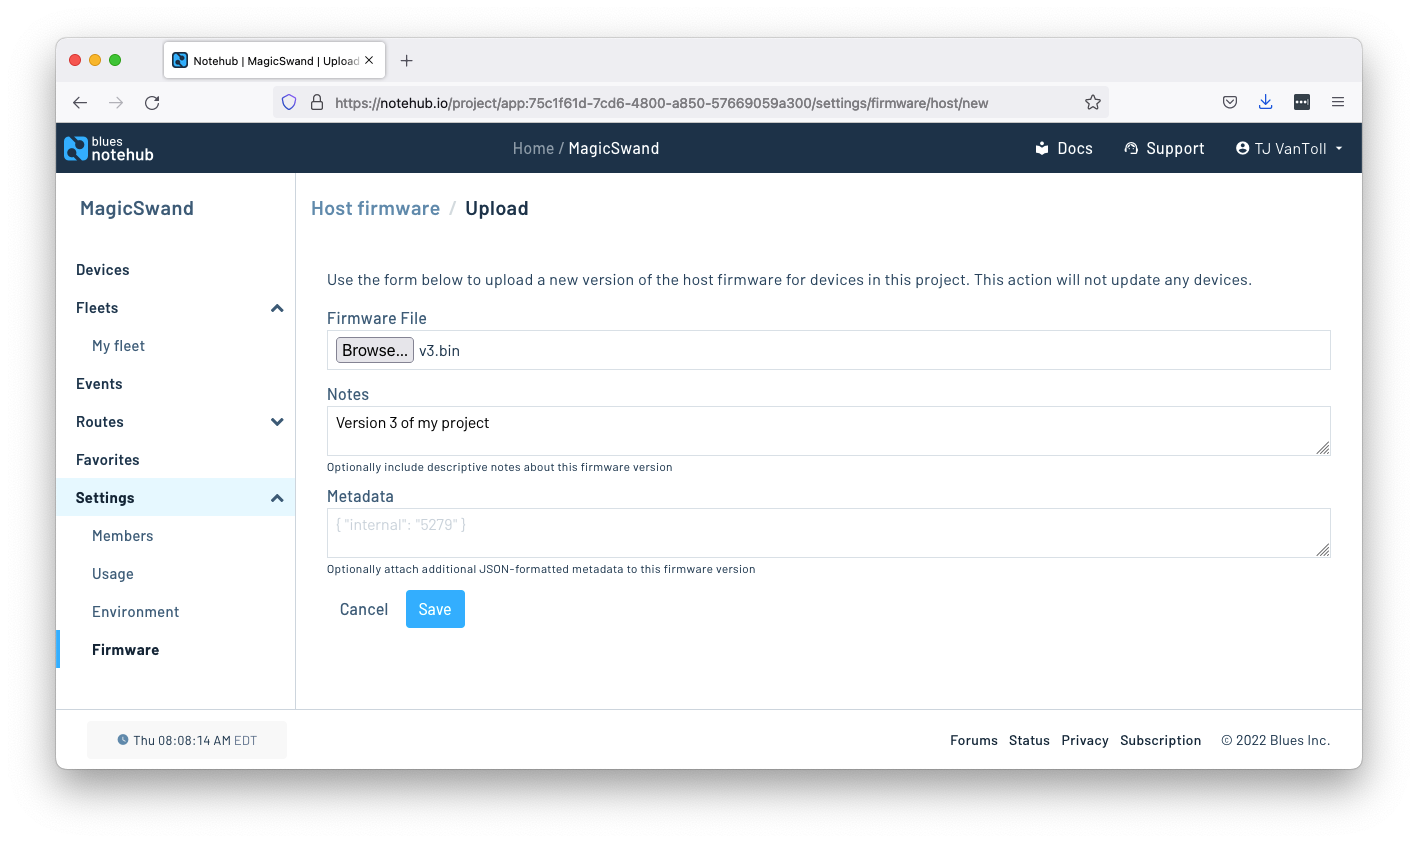 Notehub | MagicSwand | Upload
https://notehub.io/project/app:75c1f61d-7cd6-4800-a850-57669059a300/settings/firmware/host/new
blues
notehub
Home / MagicSwand
Docs
Support
TJ VanToll
MagicSwand
Devices
Fleets
My fleet
Events
Routes
Favorites
Settings
Members
Usage
Environment
Firmware
Host firmware / Upload
Use the form below to upload a new version of the host firmware for devices in this project. This action will not update any devices.
Firmware File
Browse... v3.bin
Notes
Version 3 of my project
Optionally include descriptive notes about this firmware version
Metadata
{ "internal": "5279" }
Optionally attach additional JSON-formatted metadata to this firmware version
Cancel Save
Thu 08:08:14 AM EDT
Forums Status Privacy Subscription © 2022 Blues Inc.